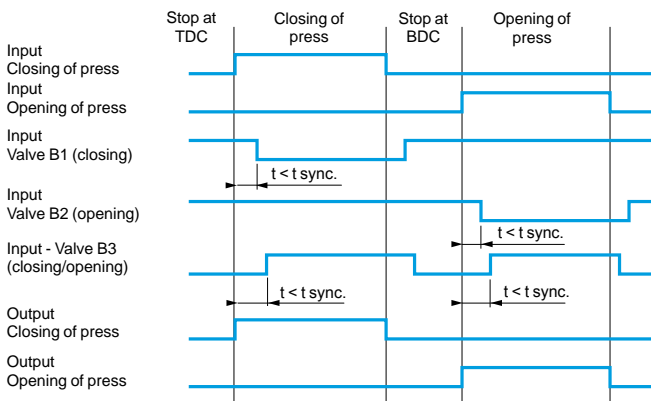 Stop at
TDC
Closing of
press
Stop at
BDC
Opening of
press
Input
Closing of press
Input
Opening of press
Input
Valve B1 (closing)
t < t sync.
Input
Valve B2 (opening)
t < t sync.
Input - Valve B3
(closing/opening)
t < t sync.
t < t sync.
Output
Closing of press
Output
Opening of press